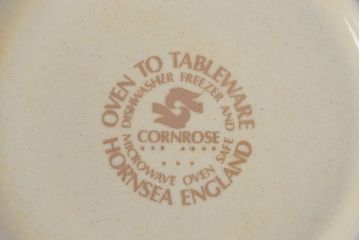 OVEN TO TABLEWARE
DISHWASHER FREEZER AND
CORNROSE
MICROWAVE OVEN SAFE
HORNSEA ENGLAND